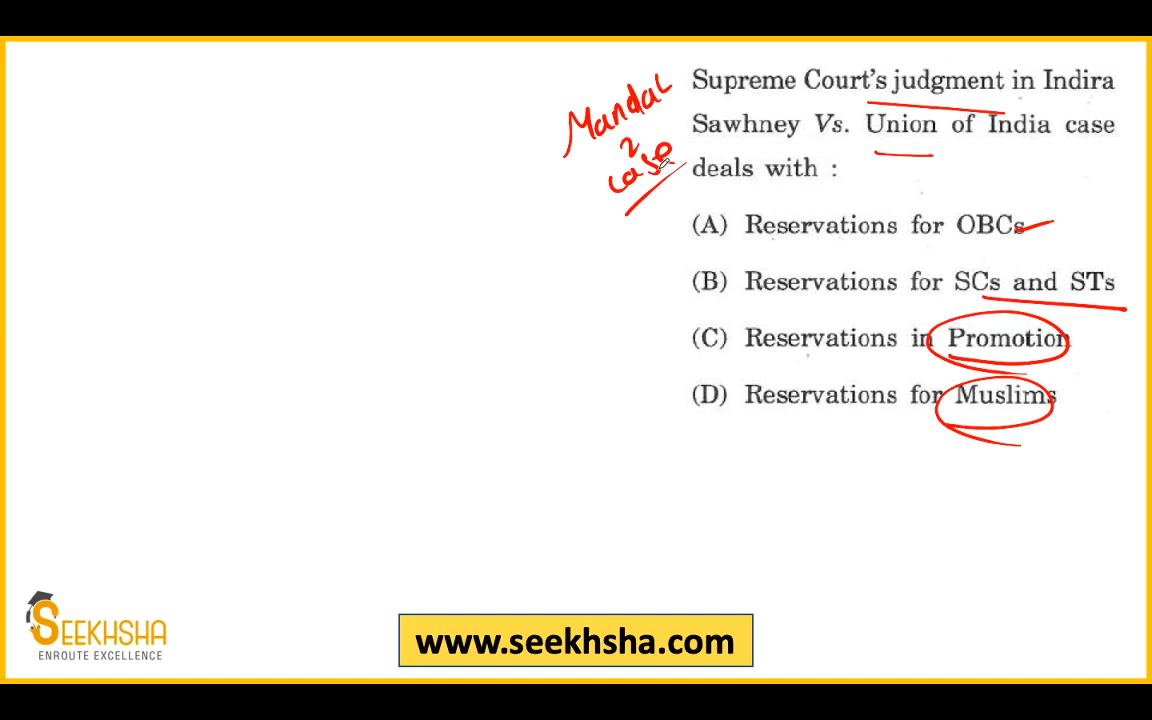 Supreme Court's judgment in Indira
Sawhney Vs. Union of India case
deals with :
(A) Reservations for OBCs
(B) Reservations for SCs and STs
(C) Reservations in Promotion
(D) Reservations for Muslims
Mandal
2
case
SEEKHSHA
ENROUTE EXCELLENCE
www.seekhsha.com